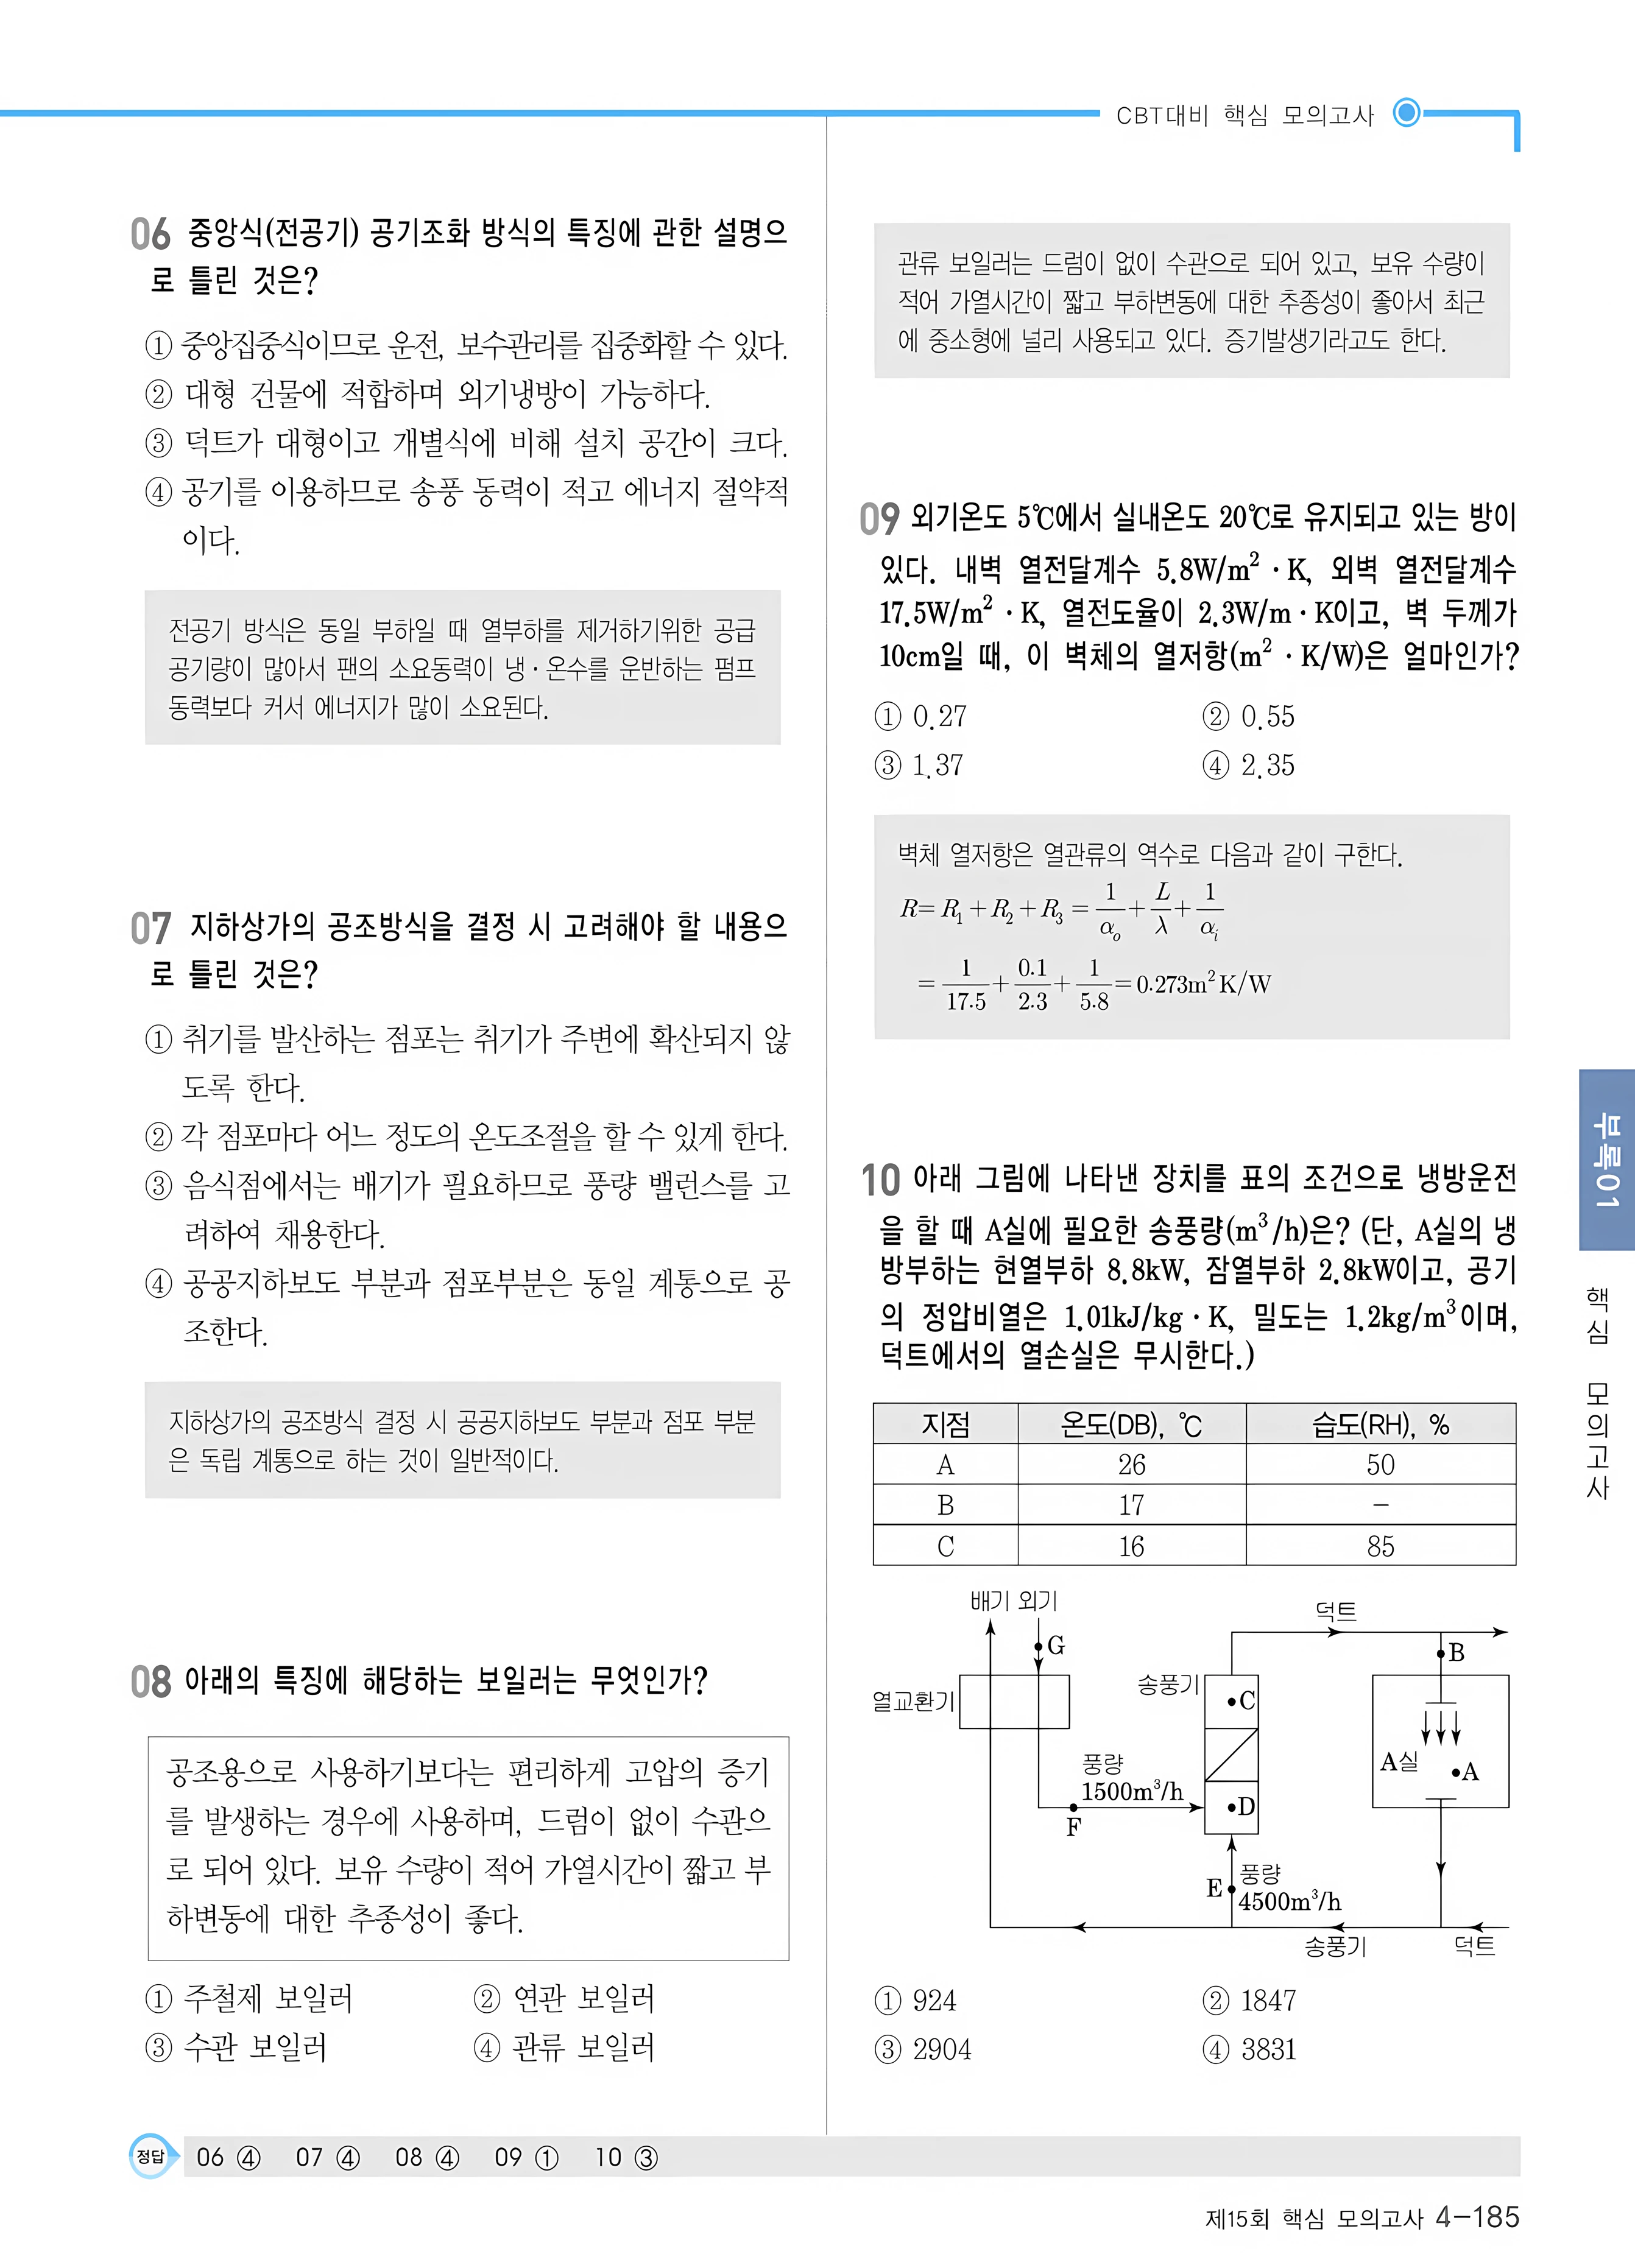 CBT대비 핵심 모의고사
06 중앙식(전공기) 공기조화 방식의 특징에 관한 설명으
로 틀린 것은?
① 중앙집중식이므로 운전, 보수관리를 집중화할 수 있다.
② 대형 건물에 적합하며 외기냉방이 가능하다.
③ 덕트가 대형이고 개별식에 비해 설치 공간이 크다.
④ 공기를 이용하므로 송풍 동력이 적고 에너지 절약적
이다.
전공기 방식은 동일 부하일 때 열부하를 제거하기위한 공급
공기량이 많아서 팬의 소요동력이 냉·온수를 운반하는 펌프
동력보다 커서 에너지가 많이 소요된다.
07 지하상가의 공조방식을 결정 시 고려해야 할 내용으
로 틀린 것은?
① 취기를 발산하는 점포는 취기가 주변에 확산되지 않
도록 한다.
② 각 점포마다 어느 정도의 온도조절을 할 수 있게 한다.
③ 음식점에서는 배기가 필요하므로 풍량 밸런스를 고
려하여 채용한다.
④ 공공지하보도 부분과 점포부분은 동일 계통으로 공
조한다.
지하상가의 공조방식 결정 시 공공지하보도 부분과 점포 부분
은 독립 계통으로 하는 것이 일반적이다.
08 아래의 특징에 해당하는 보일러는 무엇인가?
공조용으로 사용하기보다는 편리하게 고압의 증기
를 발생하는 경우에 사용하며, 드럼이 없이 수관으
로 되어 있다. 보유 수량이 적어 가열시간이 짧고 부
하변동에 대한 추종성이 좋다.
① 주철제 보일러 ② 연관 보일러
③ 수관 보일러 ④ 관류 보일러
관류 보일러는 드럼이 없이 수관으로 되어 있고, 보유 수량이
적어 가열시간이 짧고 부하변동에 대한 추종성이 좋아서 최근
에 중소형에 널리 사용되고 있다. 증기발생기라고도 한다.
09 외기온도 5℃에서 실내온도 20℃로 유지되고 있는 방이
있다. 내벽 열전달계수 5.8W/m²·K, 외벽 열전달계수
17.5W/m²·K, 열전도율이 2.3W/m·K이고, 벽 두께가
10cm일 때, 이 벽체의 열저항(m²·K/W)은 얼마인가?
① 0.27 ② 0.55
③ 1.37 ④ 2.35
벽체 열저항은 열관류의 역수로 다음과 같이 구한다.
R= R₁ + R₂ + R₃ = 1/αₒ + L/λ + 1/αᵢ
= 1/17.5 + 0.1/2.3 + 1/5.8 = 0.273m²K/W
10 아래 그림에 나타낸 장치를 표의 조건으로 냉방운전
을 할 때 A실에 필요한 송풍량(m³/h)은? (단, A실의 냉
방부하는 현열부하 8.8kW, 잠열부하 2.8kW이고, 공기
의 정압비열은 1.01kJ/kg·K, 밀도는 1.2kg/m³이며,
덕트에서의 열손실은 무시한다.)
지점 온도(DB), ℃ 습도(RH), %
A 26 50
B 17 −
C 16 85
배기 외기
덕트
G
B
열교환기
송풍기
C
A실
A
풍량
1500m³/h
D
F
E
풍량
4500m³/h
송풍기
덕트
① 924 ② 1847
③ 2904 ④ 3831
부록01
핵심 모의고사
정답 06 ④ 07 ④ 08 ④ 09 ① 10 ③
제15회 핵심 모의고사 4-185